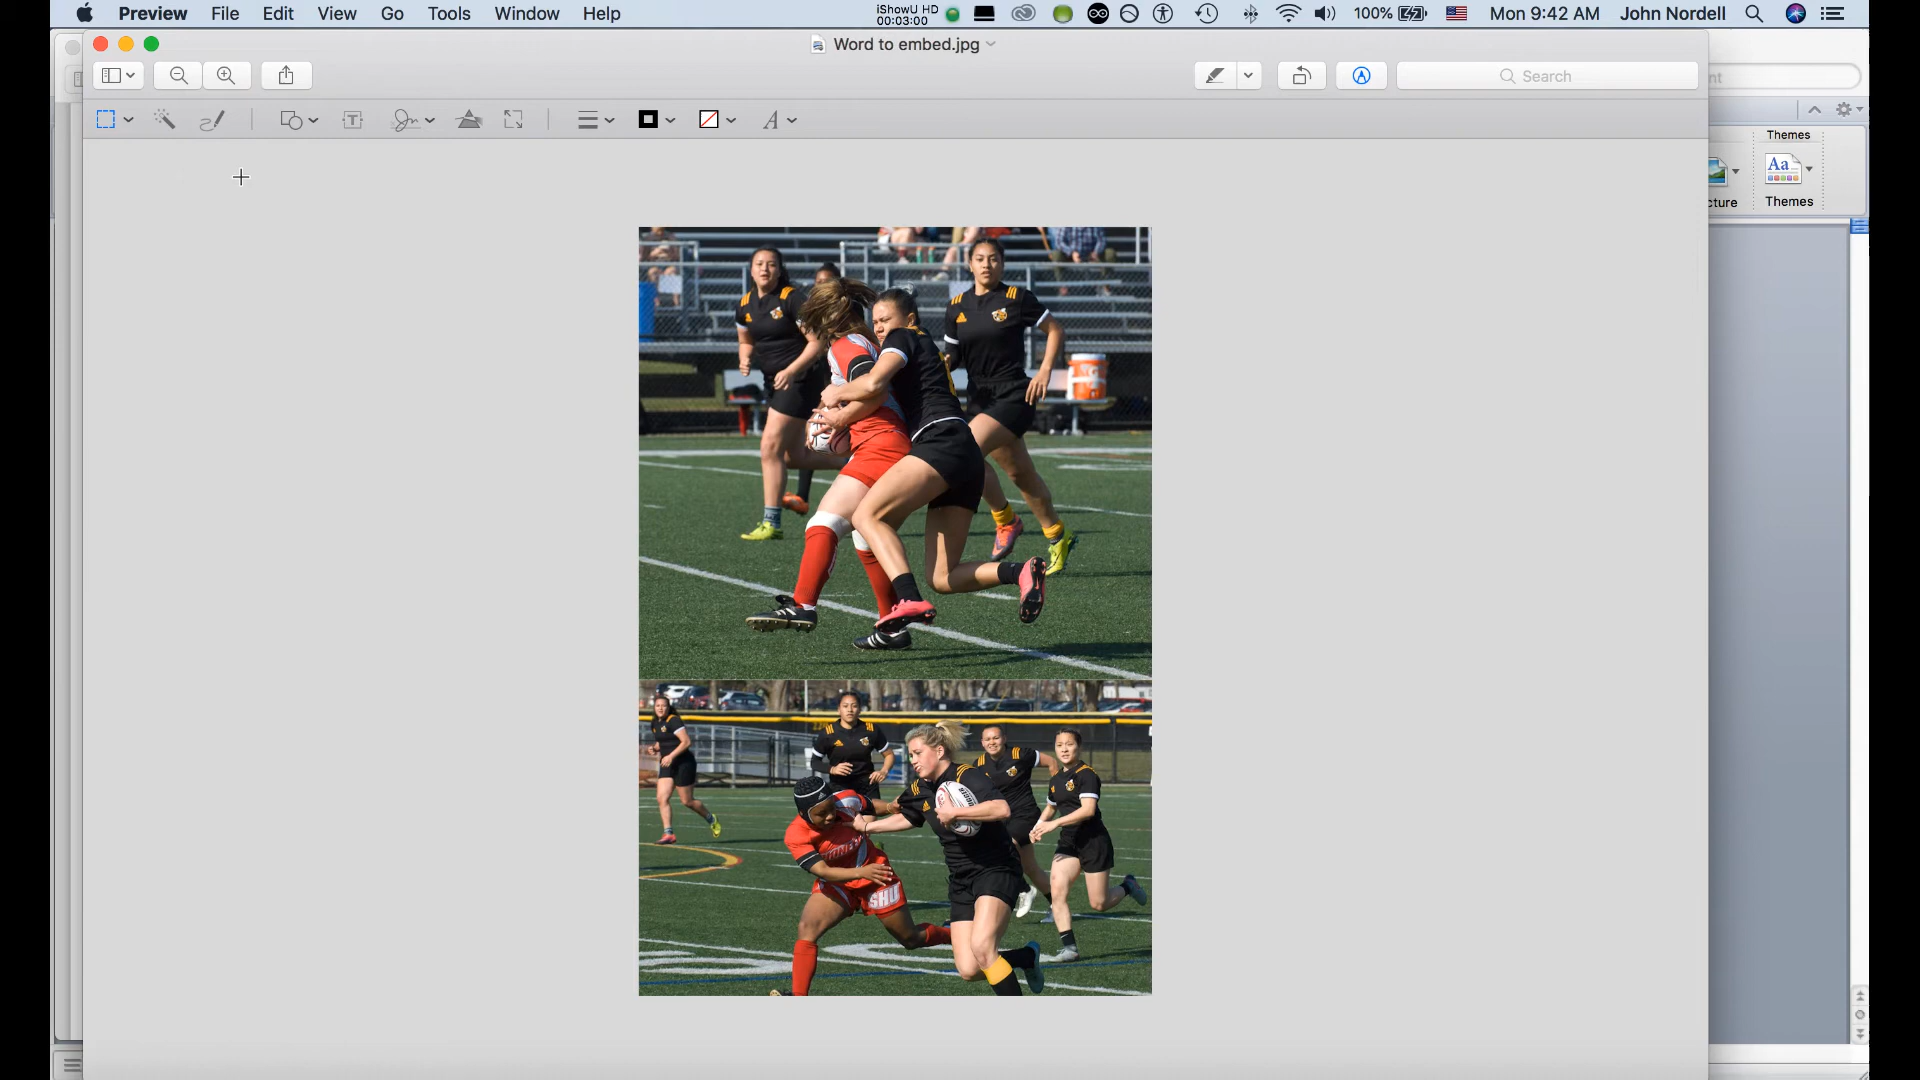 Preview File Edit View Go Tools Window Help iShowU HD 00:03:00 100% Mon 9:42 AM John Nordell
Word to embed.jpg
Search
nt
T
A
Themes
Aa
cture Themes
SHU